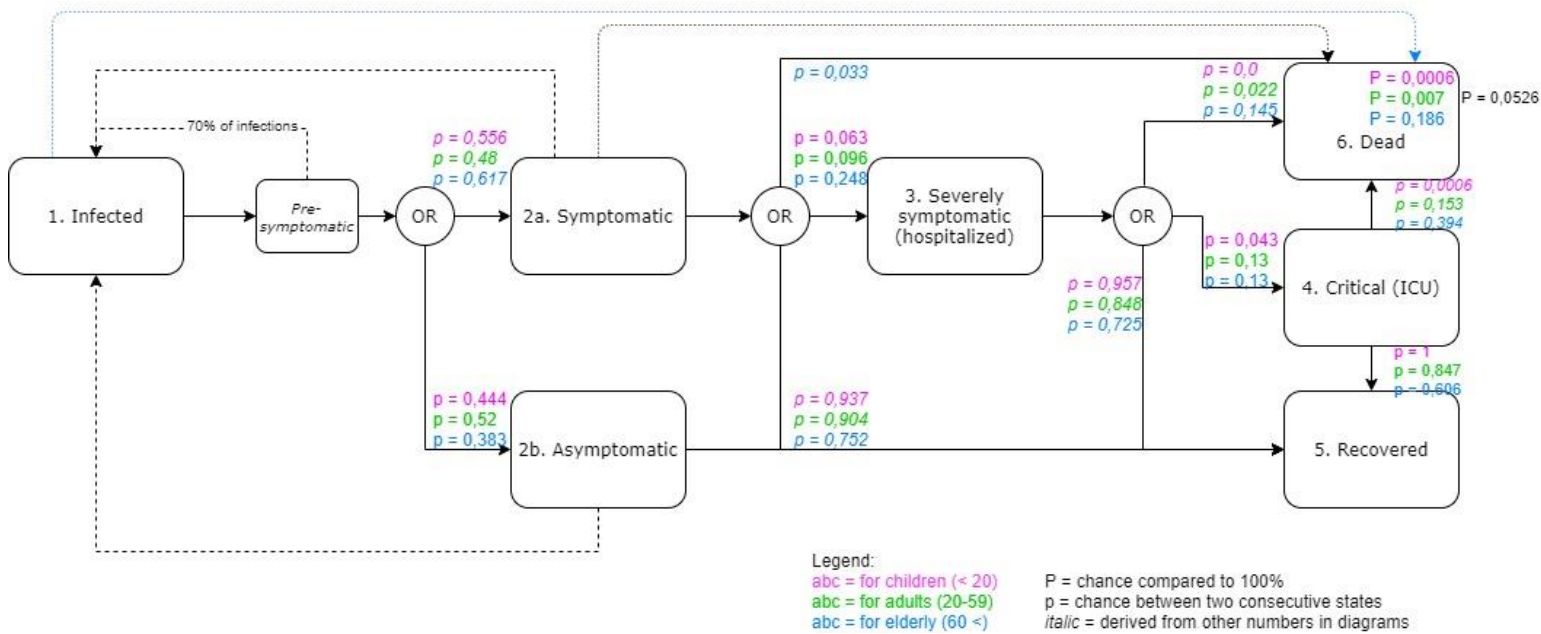 70% of infections
1. Infected
Pre-
symptomatic
OR
p = 0,556
p = 0,48
p = 0,617
2a. Symptomatic
p = 0,444
p = 0,52
p = 0,383
2b. Asymptomatic
p = 0,033
p = 0,063
p = 0,096
p = 0,248
OR
p = 0,937
p = 0,904
p = 0,752
3. Severely
symptomatic
(hospitalized)
OR
p = 0,0
p = 0,022
p = 0,145
p = 0,957
p = 0,848
p = 0,725
p = 0,043
p = 0,13
p = 0,13
P = 0,0006
P = 0,007
P = 0,186
P = 0,0526
6. Dead
p = 0,0006
p = 0,153
p = 0,394
4. Critical (ICU)
p = 1
p = 0,847
p = 0,606
5. Recovered
Legend:
abc = for children (< 20)
abc = for adults (20-59)
abc = for elderly (60 <)
P = chance compared to 100%
p = chance between two consecutive states
italic = derived from other numbers in diagrams